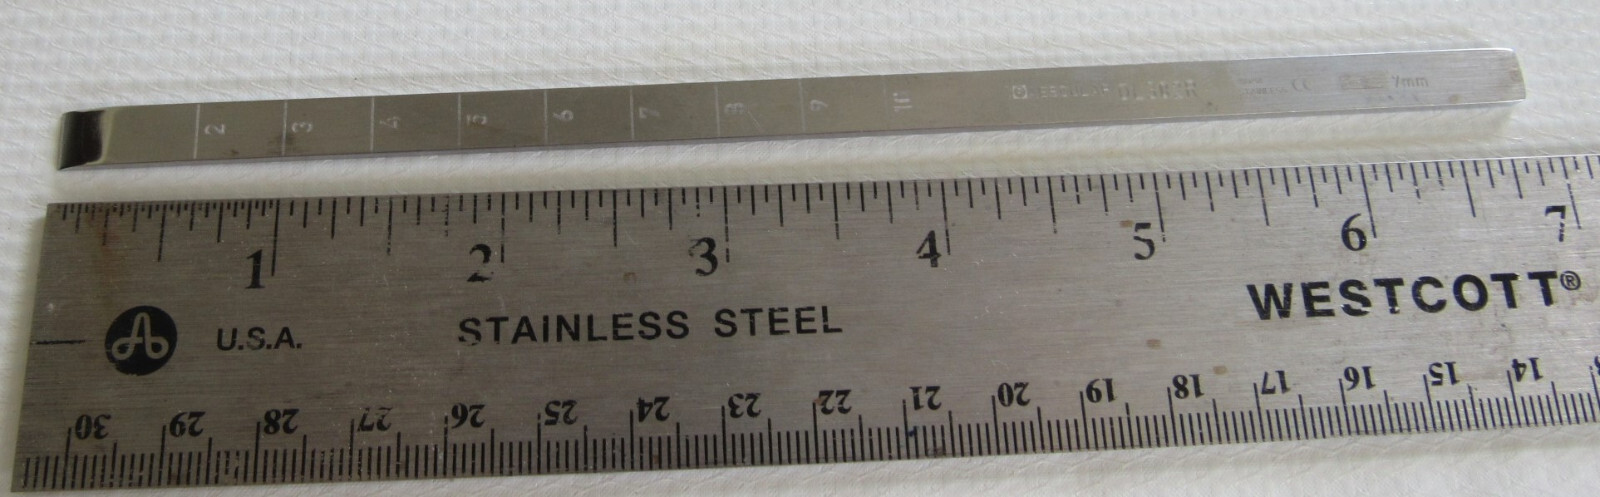 2 3 4 5 6 7 8 9 10 CE 7mm
1 2 3 4 5 6 7
WESTCOTT®
U.S.A. STAINLESS STEEL
30 29 28 27 26 25 24 23 22 21 20 19 18 17 16 15 14